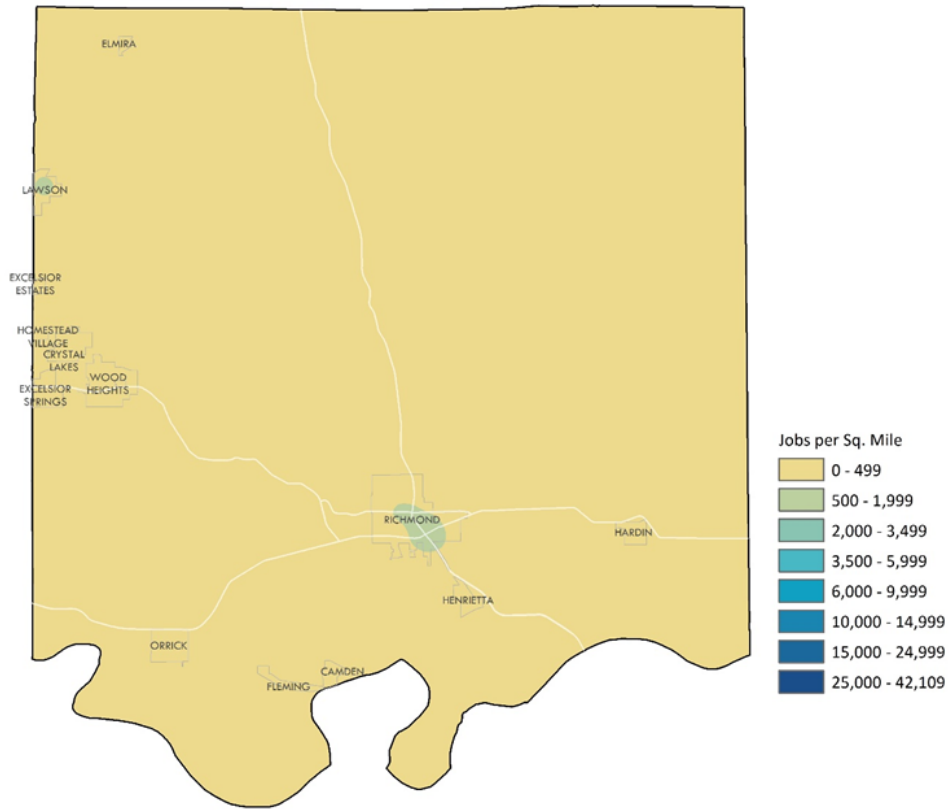 ELMIRA
LAWSON
EXCELSIOR
ESTATES
HOMESTEAD
VILLAGE
CRYSTAL
LAKES
WOOD
HEIGHTS
EXCELSIOR
SPRINGS
RICHMOND
HARDIN
HENRIETTA
ORRICK
CAMDEN
FLEMING
Jobs per Sq. Mile
0 - 499
500 - 1,999
2,000 - 3,499
3,500 - 5,999
6,000 - 9,999
10,000 - 14,999
15,000 - 24,999
25,000 - 42,109